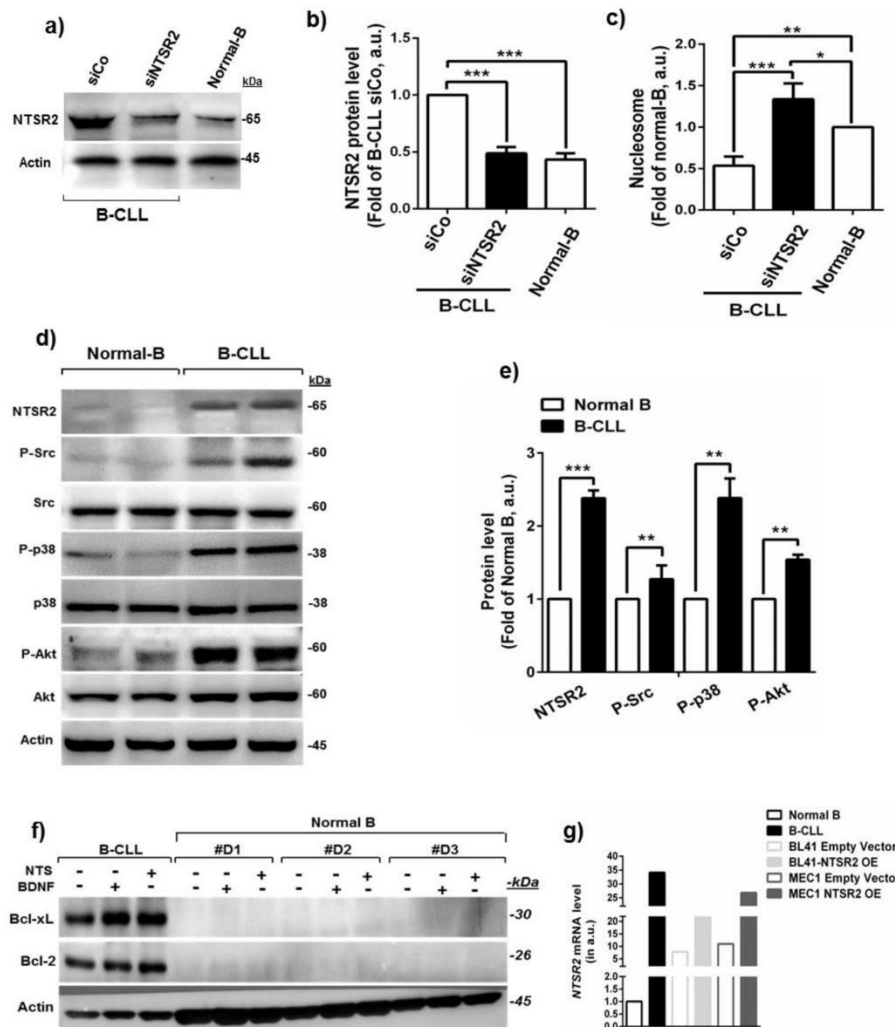 a)
siCo
siNTSR2
Normal-B
kDa
NTSR2
-65
Actin
-45
B-CLL
b)
NTSR2 protein level
(Fold of B-CLL siCo, a.u.)
1.5
1.0
0.5
0.0
***
***
siCo
siNTSR2
Normal-B
B-CLL
c)
Nucleosome
(Fold of normal-B, a.u.)
2.0
1.5
1.0
0.5
0.0
**
***
*
siCo
siNTSR2
Normal-B
B-CLL
d)
Normal-B
B-CLL
kDa
NTSR2
-65
P-Src
-60
Src
-60
P-p38
-38
p38
-38
P-Akt
-60
Akt
-60
Actin
-45
e)
Normal B
B-CLL
Protein level
(Fold of Normal B, a.u.)
3
2
1
0
***
**
**
**
NTSR2
P-Src
P-p38
P-Akt
f)
Normal B
B-CLL
#D1
#D2
#D3
NTS - - + - - + - - + - - +
BDNF - + - - + - - + - - + -
-kDa
Bcl-xL
-30
Bcl-2
-26
Actin
-45
g)
Normal B
B-CLL
BL41 Empty Vector
BL41-NTSR2 OE
MEC1 Empty Vector
MEC1 NTSR2 OE
NTSR2 mRNA level
(in a.u.)
40
35
30
25
20
15
10
5
2.0
1.5
1.0
0.5
0.0